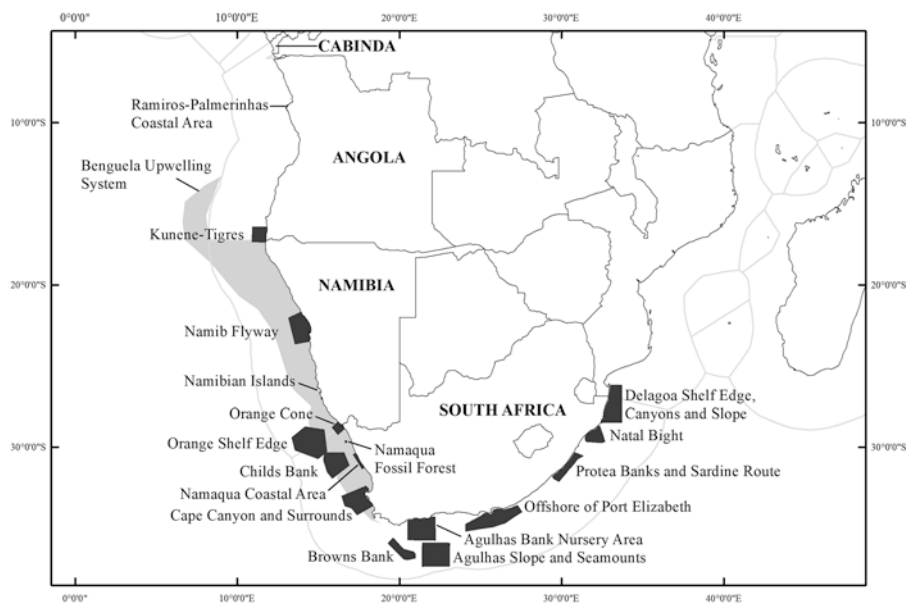 0°0'0"
10°0'0"E
20°0'0"E
30°0'0"E
40°0'0"E
CABINDA
Ramiros-Palmerinhas
Coastal Area
10°0'0"S
10°0'0"S
ANGOLA
Benguela Upwelling
System
Kunene-Tigres
20°0'0"S
20°0'0"S
NAMIBIA
Namib Flyway
Namibian Islands
Delagoa Shelf Edge,
Canyons and Slope
SOUTH AFRICA
Orange Cone
Natal Bight
Orange Shelf Edge
Namaqua
Fossil Forest
30°0'0"S
30°0'0"S
Childs Bank
Protea Banks and Sardine Route
Namaqua Coastal Area
Cape Canyon and Surrounds
Offshore of Port Elizabeth
Agulhas Bank Nursery Area
Browns Bank
Agulhas Slope and Seamounts
0°0'0"
10°0'0"E
20°0'0"E
30°0'0"E
40°0'0"E